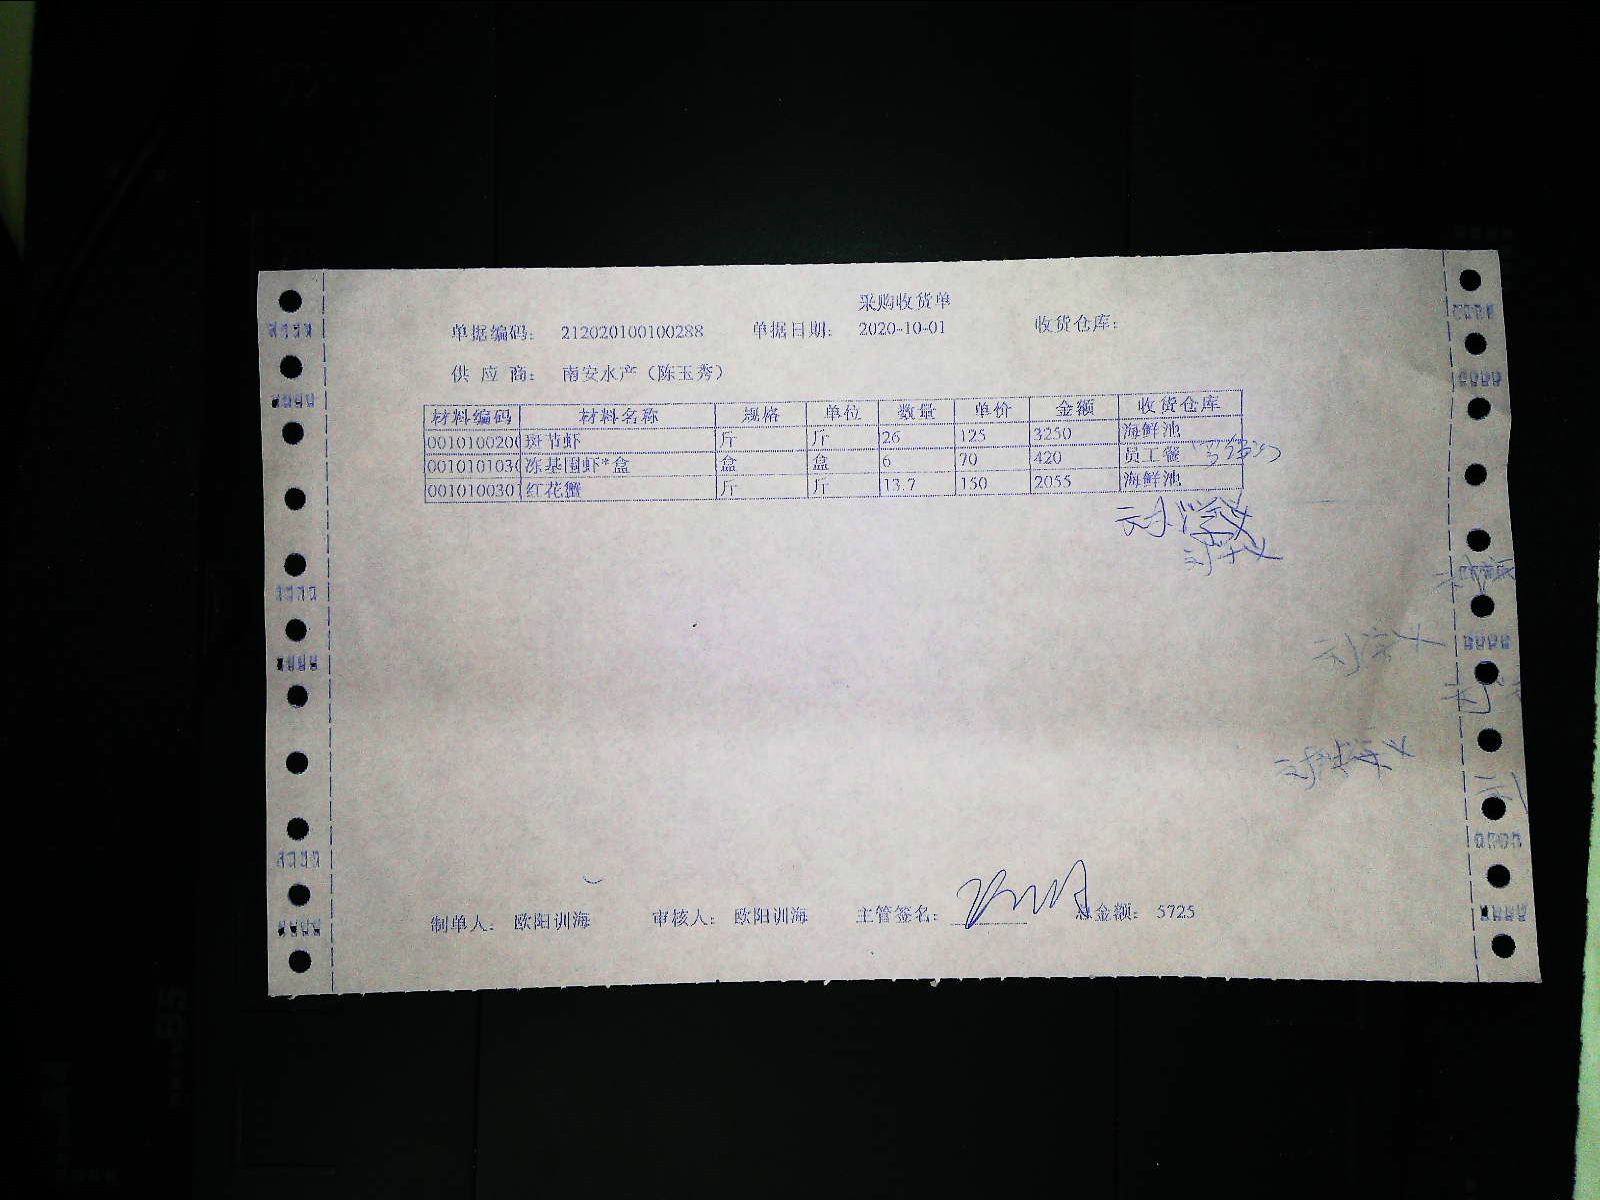 采购收货单
单据编码： 212020100100288 单据日期： 2020-10-01 收货仓库：
供 应 商： 南安水产（陈玉秀）
材料编码 材料名称 规格 单位 数量 单价 金额 收货仓库
001010020 斑节虾 斤 斤 26 125 3250 海鲜池
001010103 冻基围虾*盒 盒 盒 6 70 420 员工餐
001010030 红花蟹 斤 斤 13.7 150 2055 海鲜池
制单人： 欧阳训海 审核人： 欧阳训海 主管签名： 总金额： 5725